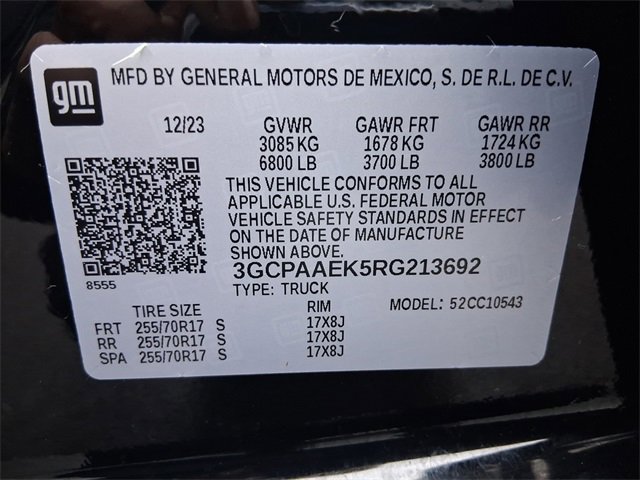 gm
MFD BY GENERAL MOTORS DE MEXICO, S. DE R.L. DE C.V.
12/23 GVWR GAWR FRT GAWR RR
3085 KG 1678 KG 1724 KG
6800 LB 3700 LB 3800 LB
THIS VEHICLE CONFORMS TO ALL
APPLICABLE U.S. FEDERAL MOTOR
VEHICLE SAFETY STANDARDS IN EFFECT
ON THE DATE OF MANUFACTURE
SHOWN ABOVE.
3GCPAAEK5RG213692
8555
TYPE: TRUCK
TIRE SIZE RIM MODEL: 52CC10543
FRT 255/70R17 S 17X8J
RR 255/70R17 S 17X8J
SPA 255/70R17 S 17X8J